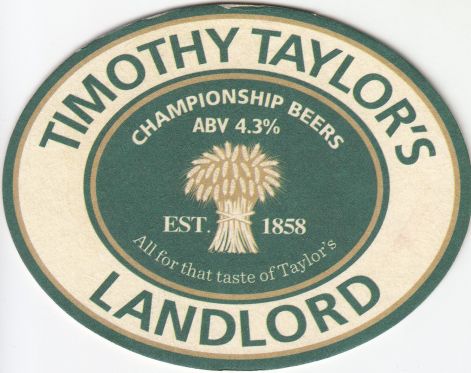 TIMOTHY TAYLOR'S
CHAMPIONSHIP BEERS
ABV 4.3%
EST. 1858
All for that taste of Taylor's
LANDLORD